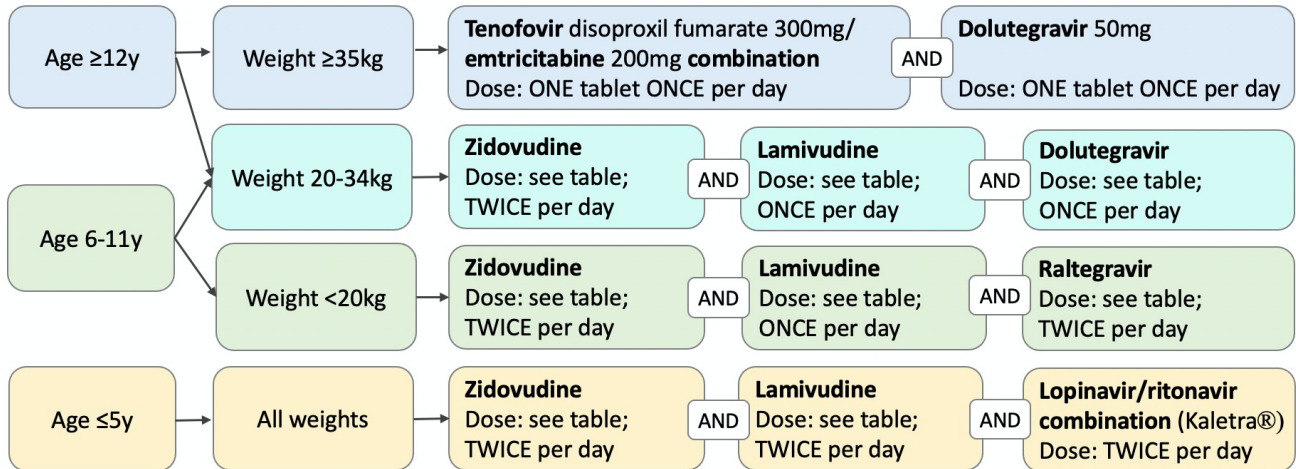 Age ≥12y
Weight ≥35kg
Tenofovir disoproxil fumarate 300mg/
emtricitabine 200mg combination
Dose: ONE tablet ONCE per day
AND
Dolutegravir 50mg
Dose: ONE tablet ONCE per day
Weight 20-34kg
Zidovudine
Dose: see table;
TWICE per day
AND
Lamivudine
Dose: see table;
ONCE per day
AND
Dolutegravir
Dose: see table;
ONCE per day
Age 6-11y
Weight <20kg
Zidovudine
Dose: see table;
TWICE per day
AND
Lamivudine
Dose: see table;
ONCE per day
AND
Raltegravir
Dose: see table;
TWICE per day
Age ≤5y
All weights
Zidovudine
Dose: see table;
TWICE per day
AND
Lamivudine
Dose: see table;
TWICE per day
AND
Lopinavir/ritonavir
combination (Kaletra®)
Dose: TWICE per day